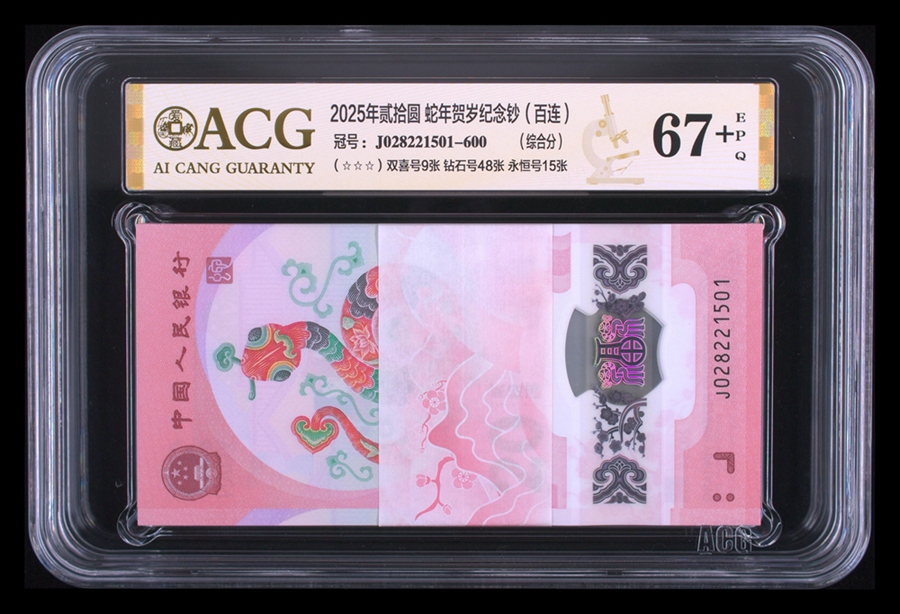 ACG
AI CANG GUARANTY
2025年贰拾圆 蛇年贺岁纪念钞（百连）
冠号：J028221501-600 （综合分）
（☆☆☆）双喜号9张 钻石号48张 永恒号15张
67+
EPQ
中国人民银行
J028221501
ACG